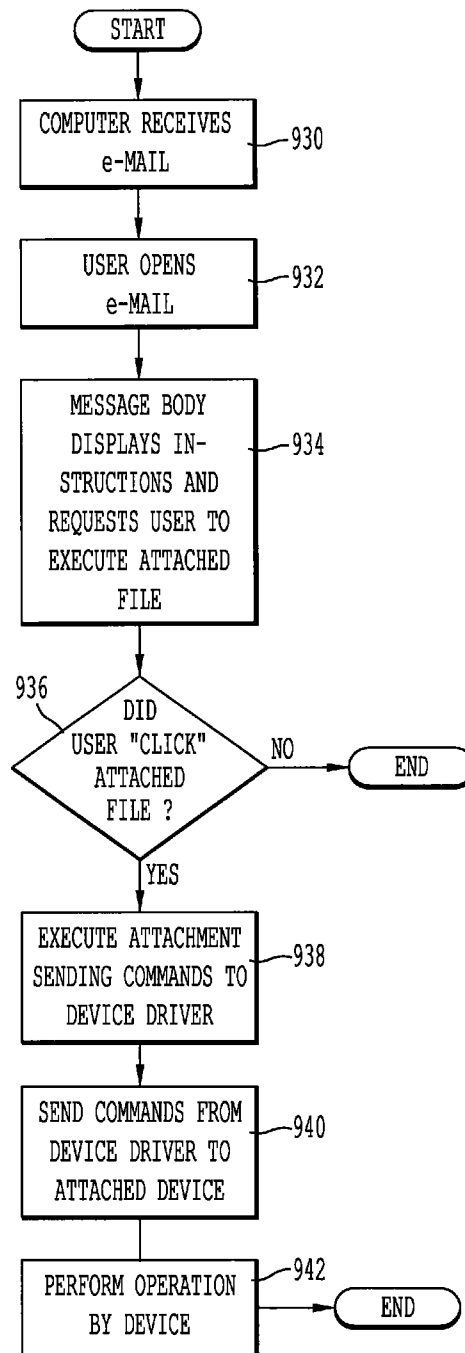 START
COMPUTER RECEIVES
e-MAIL
930
USER OPENS
e-MAIL
932
MESSAGE BODY
DISPLAYS IN-
STRUCTIONS AND
REQUESTS USER TO
EXECUTE ATTACHED
FILE
934
936
DID
USER "CLICK"
ATTACHED
FILE ?
NO
END
YES
EXECUTE ATTACHMENT
SENDING COMMANDS TO
DEVICE DRIVER
938
SEND COMMANDS FROM
DEVICE DRIVER TO
ATTACHED DEVICE
940
PERFORM OPERATION
BY DEVICE
942
END